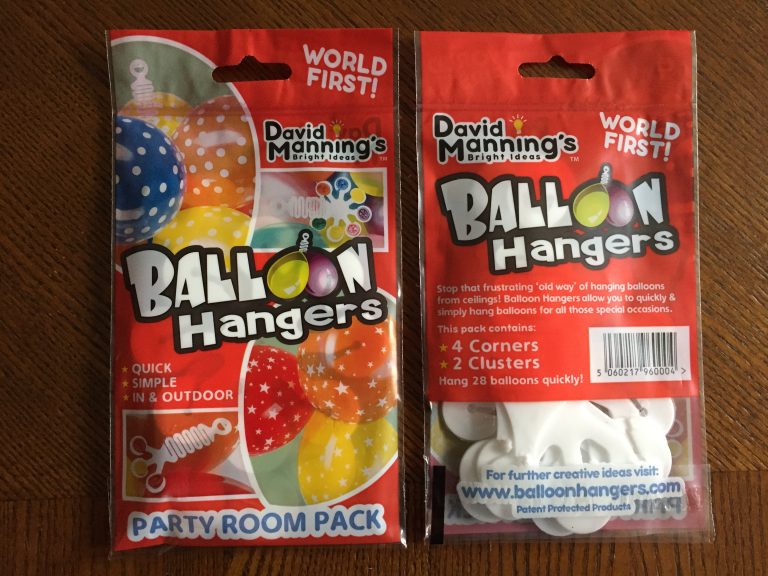 WORLD
FIRST!
David
Manning's
Bright Ideas
TM
BALLOON
Hangers
★ QUICK
★ SIMPLE
★ IN & OUTDOOR
PARTY ROOM PACK
David
Manning's
Bright Ideas
TM
WORLD
FIRST!
BALLOON
Hangers
Stop that frustrating 'old way' of hanging balloons
from ceilings! Balloon Hangers allow you to quickly &
simply hang balloons for all those special occasions.
This pack contains:
★ 4 Corners
★ 2 Clusters
Hang 28 balloons quickly!
5 060217 960004 >
For further creative ideas visit:
www.balloonhangers.com
Patent Protected Products